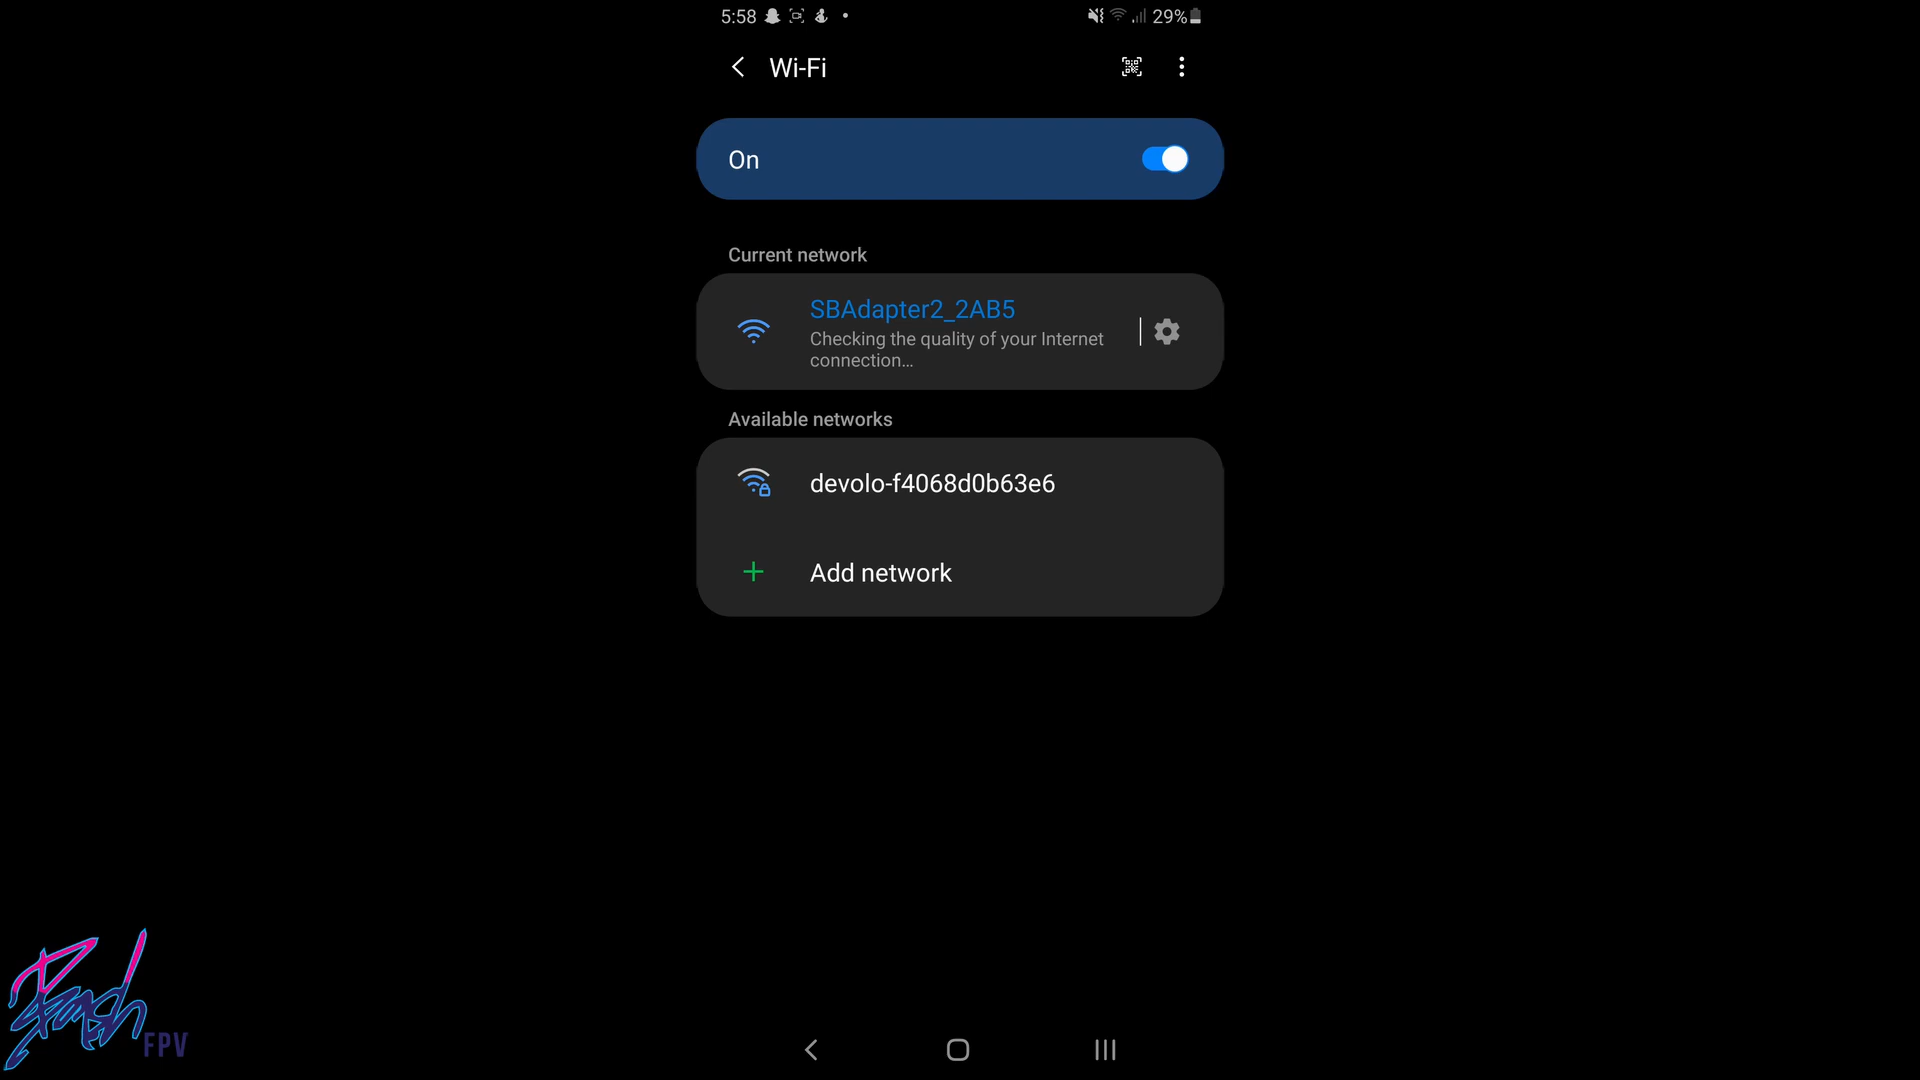 5:58
29%
Wi-Fi
On
Current network
SBAdapter2_2AB5
Checking the quality of your Internet
connection...
Available networks
devolo-f4068d0b63e6
Add network
FPV